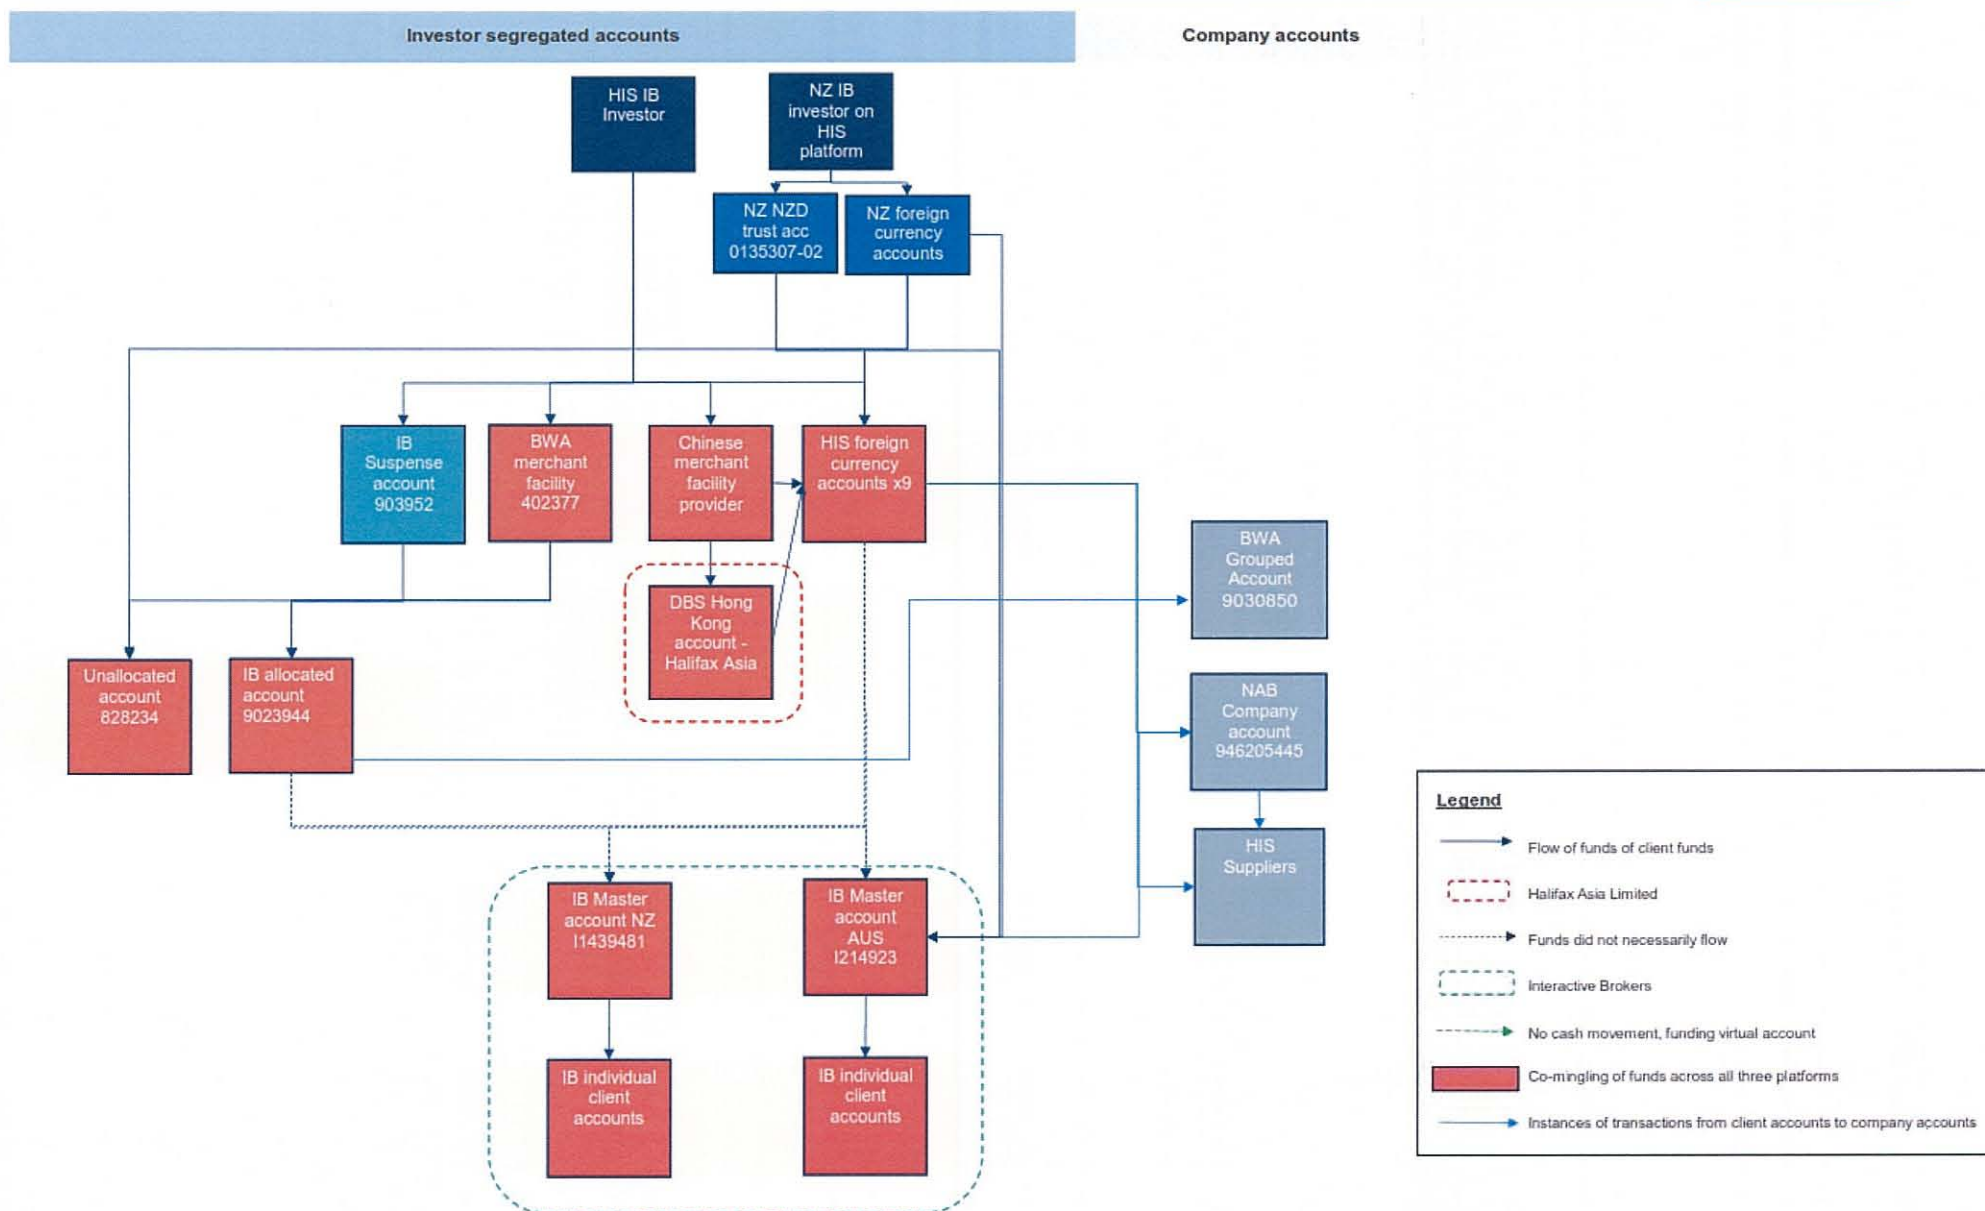 Investor segregated accounts
Company accounts
HIS IB
Investor
NZ IB
investor on
HIS
platform
NZ NZD
trust acc
0135307-02
NZ foreign
currency
accounts
IB
Suspense
account
903952
BWA
merchant
facility
402377
Chinese
merchant
facility
provider
HIS foreign
currency
accounts x9
BWA
Grouped
Account
9030850
DBS Hong
Kong
account -
Halifax Asia
Unallocated
account
828234
IB allocated
account
9023944
NAB
Company
account
946205445
HIS
Suppliers
IB Master
account NZ
I1439481
IB Master
account
AUS
I214923
IB individual
client
accounts
IB individual
client
accounts
Legend
Flow of funds of client funds
Halifax Asia Limited
Funds did not necessarily flow
Interactive Brokers
No cash movement, funding virtual account
Co-mingling of funds across all three platforms
Instances of transactions from client accounts to company accounts